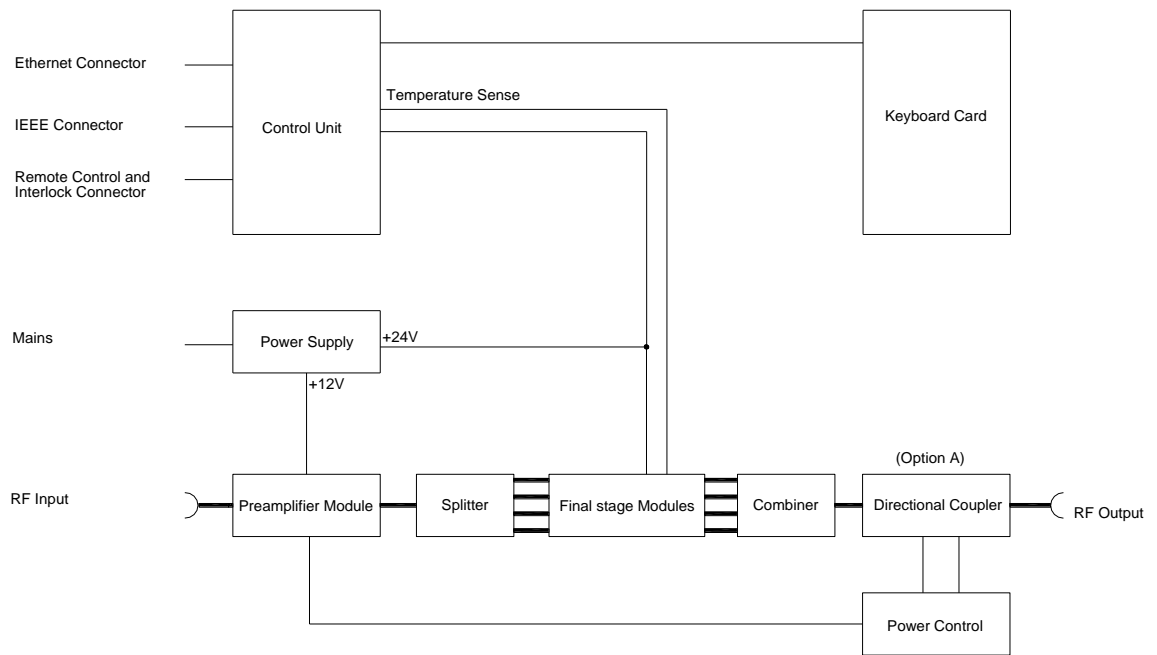 Ethernet Connector
IEEE Connector
Remote Control and
Interlock Connector
Control Unit
Temperature Sense
Keyboard Card
Mains
Power Supply
+24V
+12V
(Option A)
RF Input
Preamplifier Module
Splitter
Final stage Modules
Combiner
Directional Coupler
RF Output
Power Control